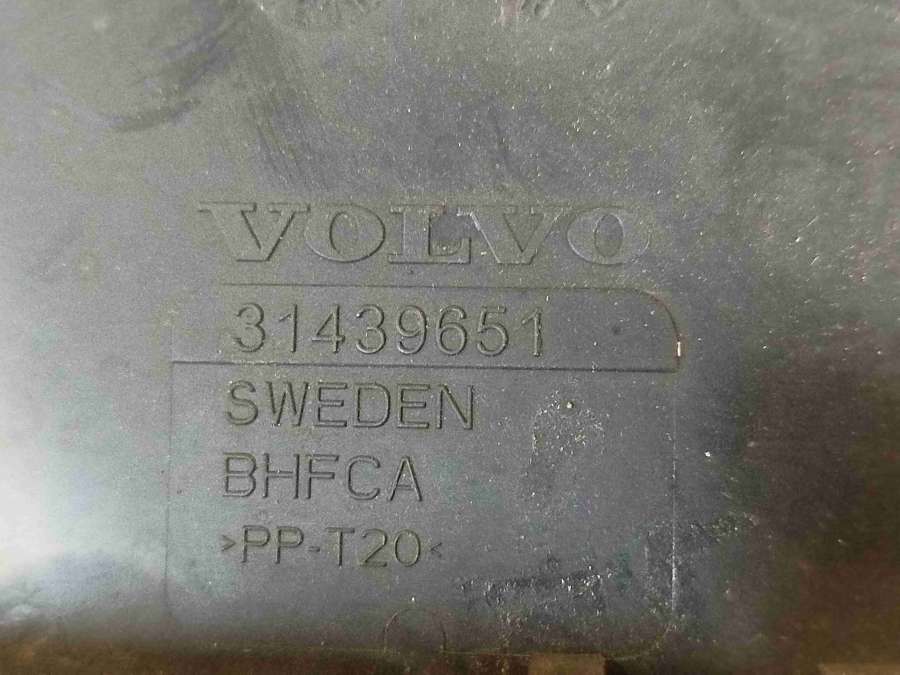 VOLVO
31439651
SWEDEN
BHFCA
>PP-T20<